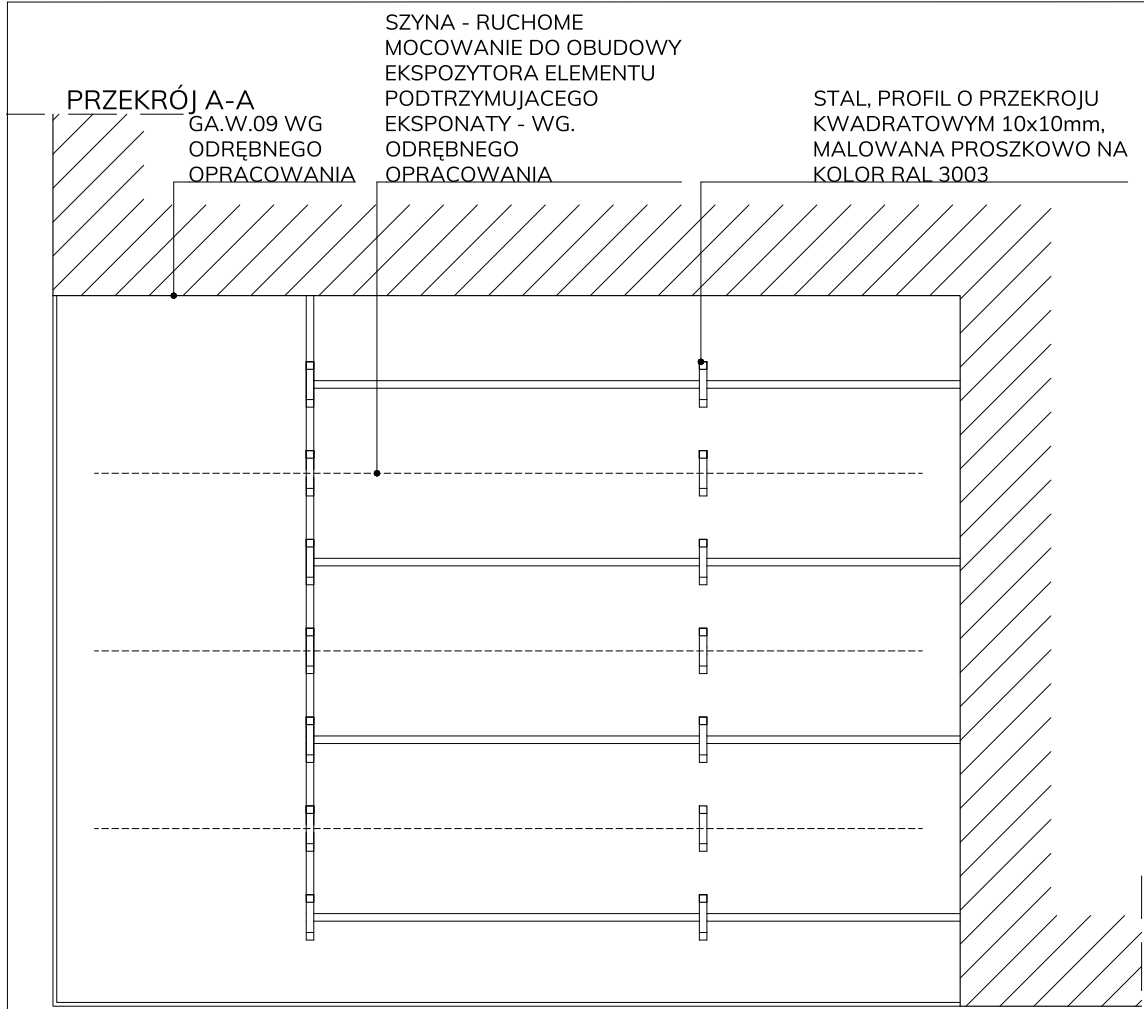 PRZEKRÓJ A-A
GA.W.09 WG
ODRĘBNEGO
OPRACOWANIA
SZYNA - RUCHOME
MOCOWANIE DO OBUDOWY
EKSPOZYTORA ELEMENTU
PODTRZYMUJACEGO
EKSPONATY - WG.
ODRĘBNEGO
OPRACOWANIA
STAL, PROFIL O PRZEKROJU
KWADRATOWYM 10x10mm,
MALOWANA PROSZKOWO NA
KOLOR RAL 3003